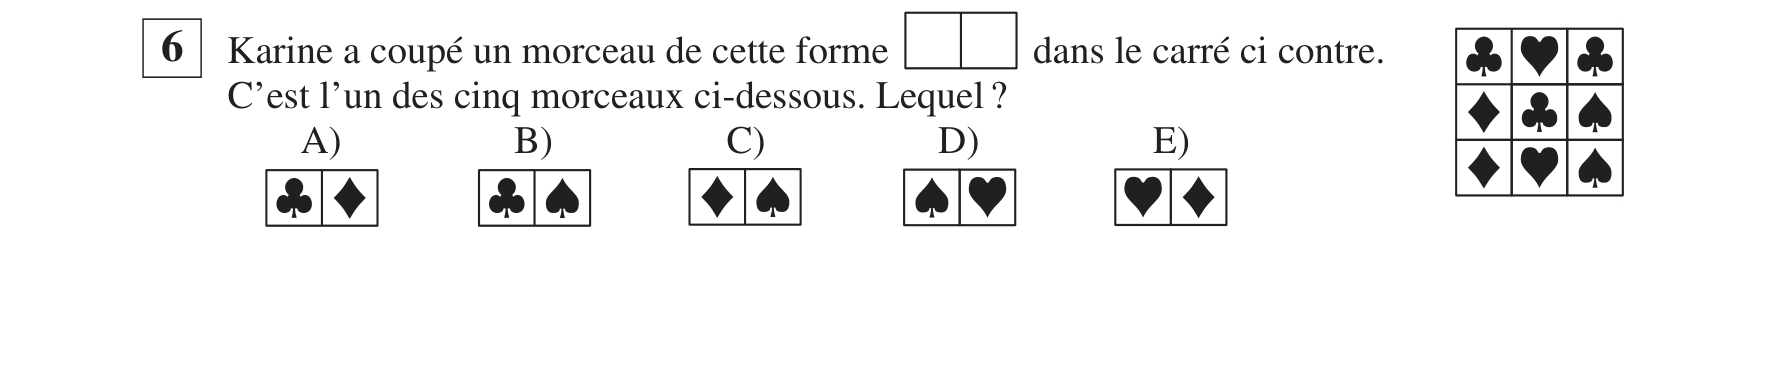 6 Karine a coupé un morceau de cette forme dans le carré ci contre.
C’est l’un des cinq morceaux ci-dessous. Lequel ?
A) B) C) D) E)